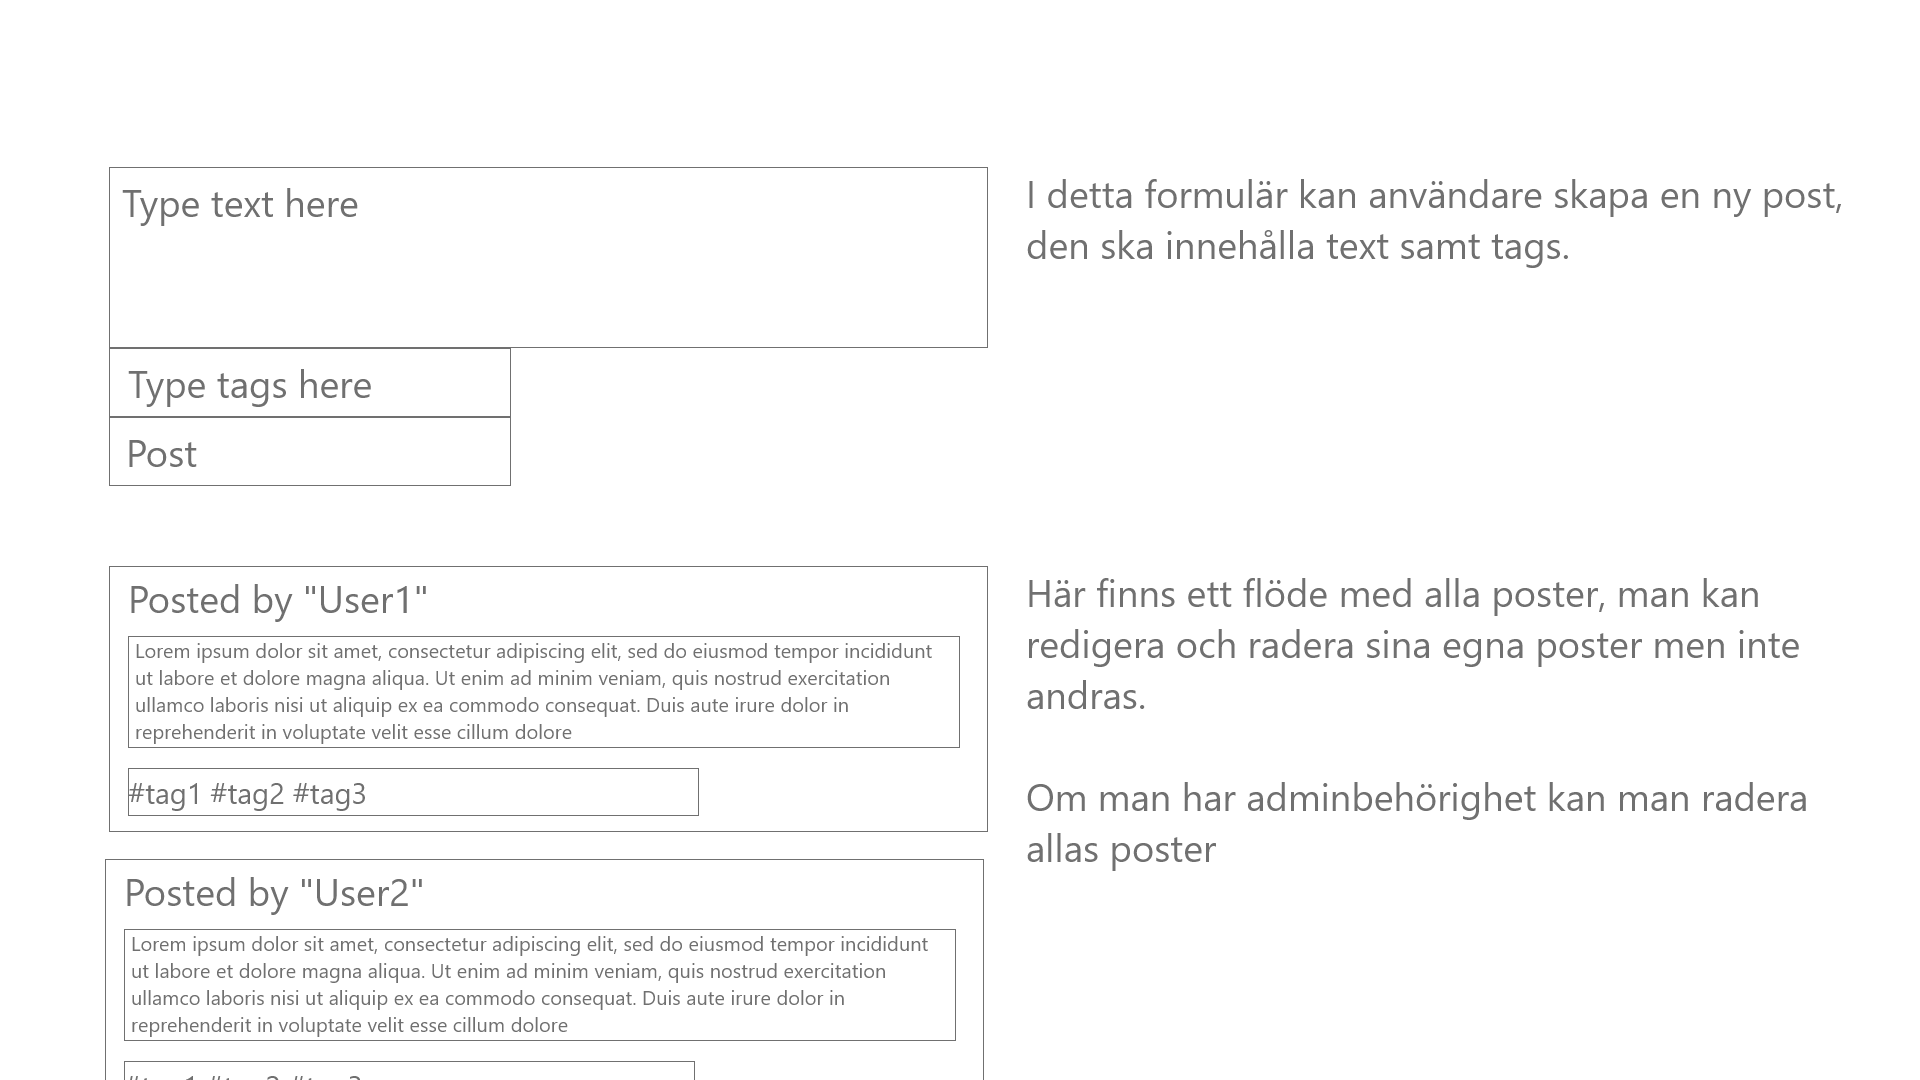 Type text here
Type tags here
Post
I detta formulär kan användare skapa en ny post,
den ska innehålla text samt tags.
Posted by "User1"
Lorem ipsum dolor sit amet, consectetur adipiscing elit, sed do eiusmod tempor incididunt
ut labore et dolore magna aliqua. Ut enim ad minim veniam, quis nostrud exercitation
ullamco laboris nisi ut aliquip ex ea commodo consequat. Duis aute irure dolor in
reprehenderit in voluptate velit esse cillum dolore
#tag1 #tag2 #tag3
Här finns ett flöde med alla poster, man kan
redigera och radera sina egna poster men inte
andras.
Om man har adminbehörighet kan man radera
allas poster
Posted by "User2"
Lorem ipsum dolor sit amet, consectetur adipiscing elit, sed do eiusmod tempor incididunt
ut labore et dolore magna aliqua. Ut enim ad minim veniam, quis nostrud exercitation
ullamco laboris nisi ut aliquip ex ea commodo consequat. Duis aute irure dolor in
reprehenderit in voluptate velit esse cillum dolore